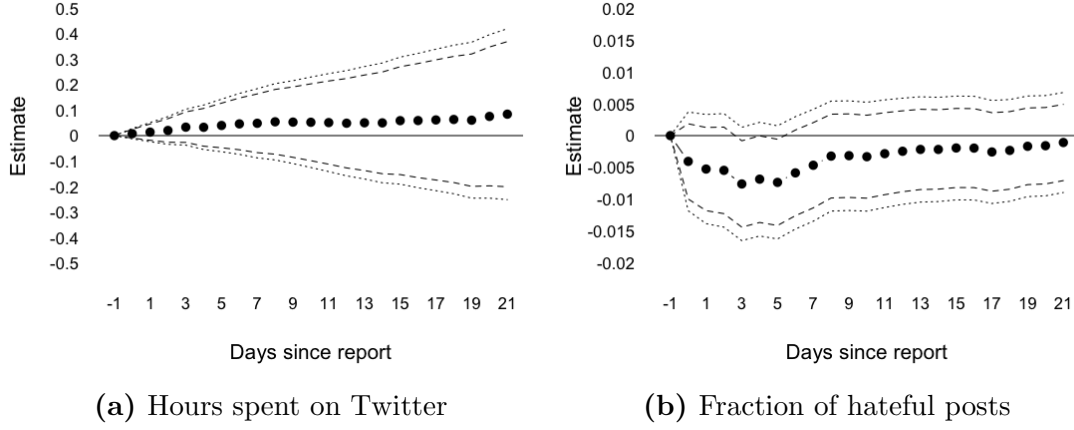 0.5
0.4
0.3
0.2
0.1
0
-0.1
-0.2
-0.3
-0.4
-0.5
Estimate
-1 1 3 5 7 9 11 13 15 17 19 21
Days since report
(a) Hours spent on Twitter
0.02
0.015
0.01
0.005
0
-0.005
-0.01
-0.015
-0.02
Estimate
-1 1 3 5 7 9 11 13 15 17 19 21
Days since report
(b) Fraction of hateful posts